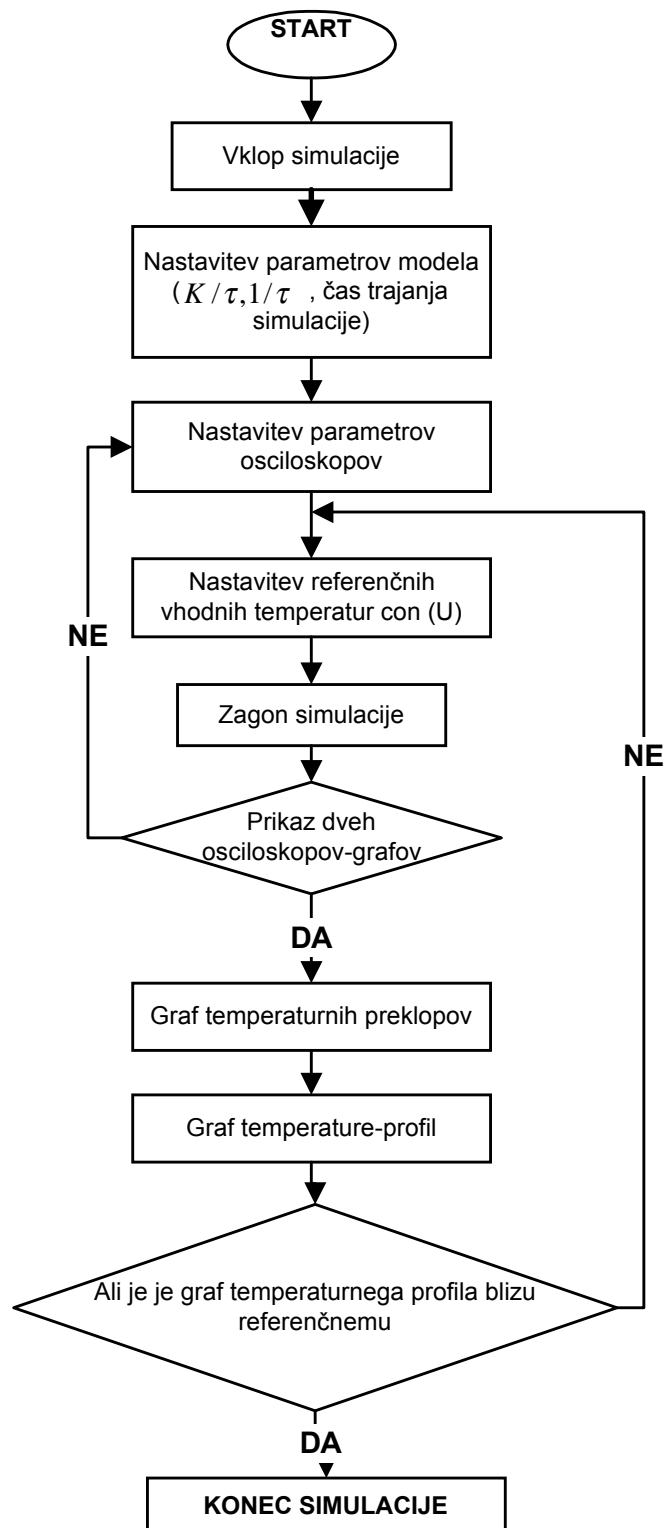 START
Vklop simulacije
Nastavitev parametrov modela
(K/τ,1/τ , čas trajanja
simulacije)
Nastavitev parametrov
osciloskopov
Nastavitev referenčnih
vhodnih temperatur con (U)
NE
Zagon simulacije
NE
Prikaz dveh
osciloskopov-grafov
DA
Graf temperaturnih preklopov
Graf temperature-profil
Ali je je graf temperaturnega profila blizu
referenčnemu
DA
KONEC SIMULACIJE